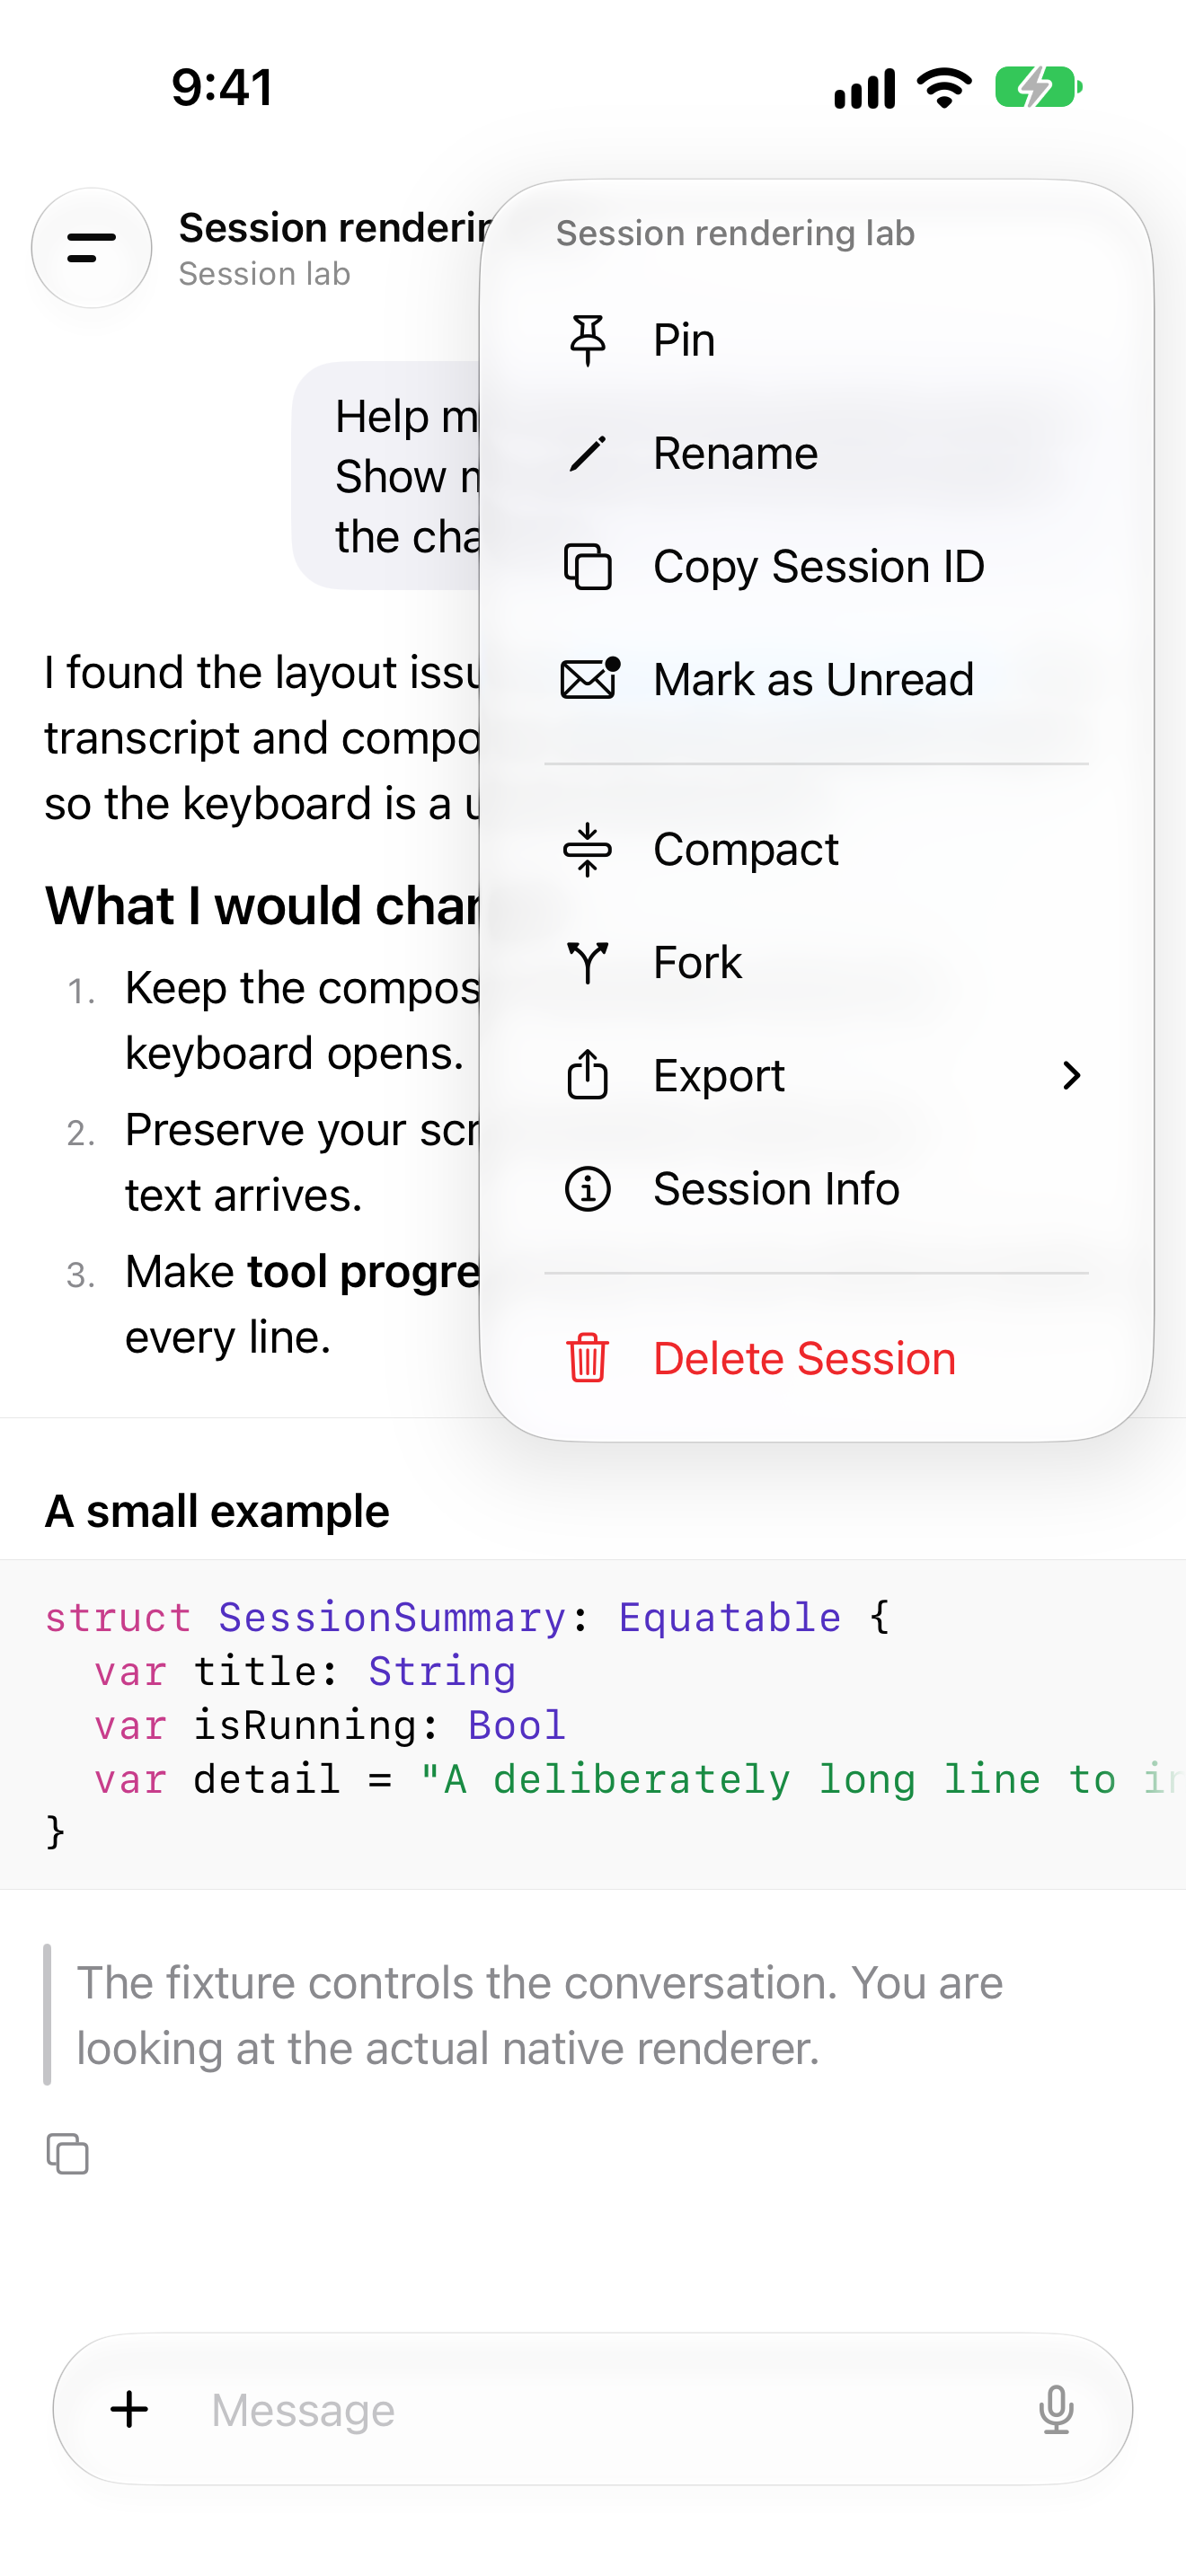 9:41
Session renderin
Session lab
Session rendering lab
Pin
Rename
Copy Session ID
Mark as Unread
Compact
Fork
Export
Session Info
Delete Session
Help m
Show m
the cha
I found the layout issu
transcript and compo
so the keyboard is a u
What I would chan
1. Keep the compos
keyboard opens.
2. Preserve your scr
text arrives.
3. Make tool progre
every line.
A small example
struct SessionSummary: Equatable {
var title: String
var isRunning: Bool
var detail = "A deliberately long line to in
}
The fixture controls the conversation. You are
looking at the actual native renderer.
Message